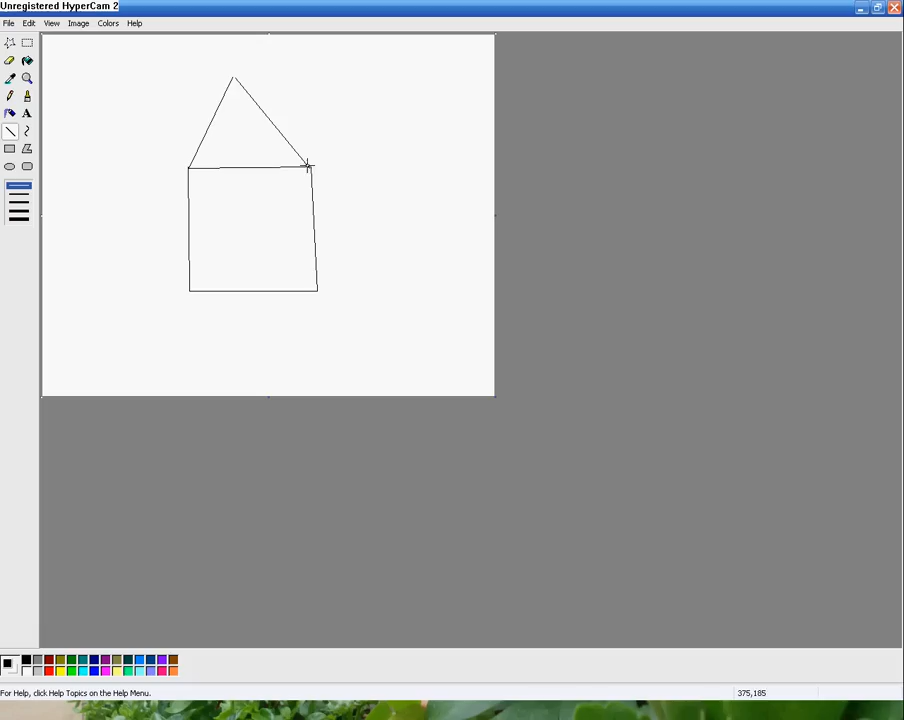 Unregistered HyperCam 2
File Edit View Image Colors Help
A
For Help, click Help Topics on the Help Menu.
375,185